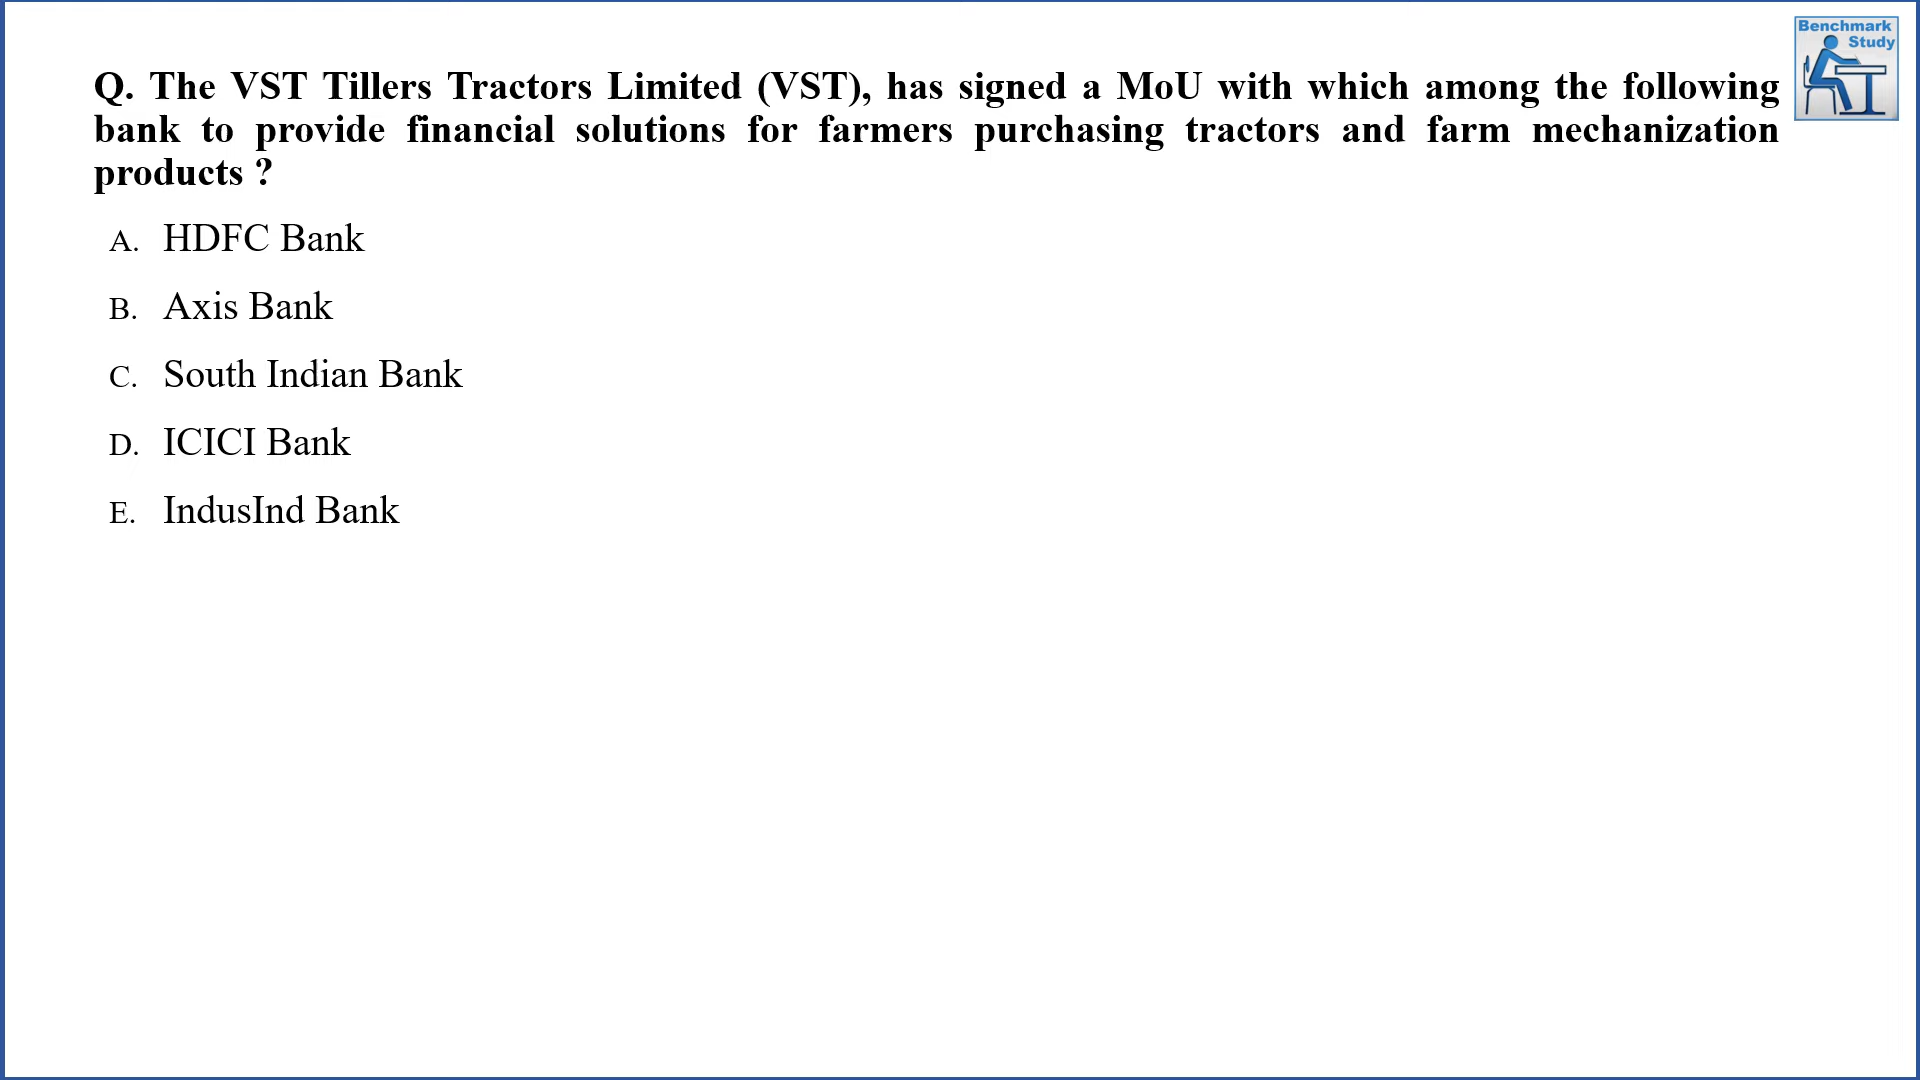 Benchmark
Study
Q. The VST Tillers Tractors Limited (VST), has signed a MoU with which among the following
bank to provide financial solutions for farmers purchasing tractors and farm mechanization
products ?
A. HDFC Bank
B. Axis Bank
C. South Indian Bank
D. ICICI Bank
E. IndusInd Bank